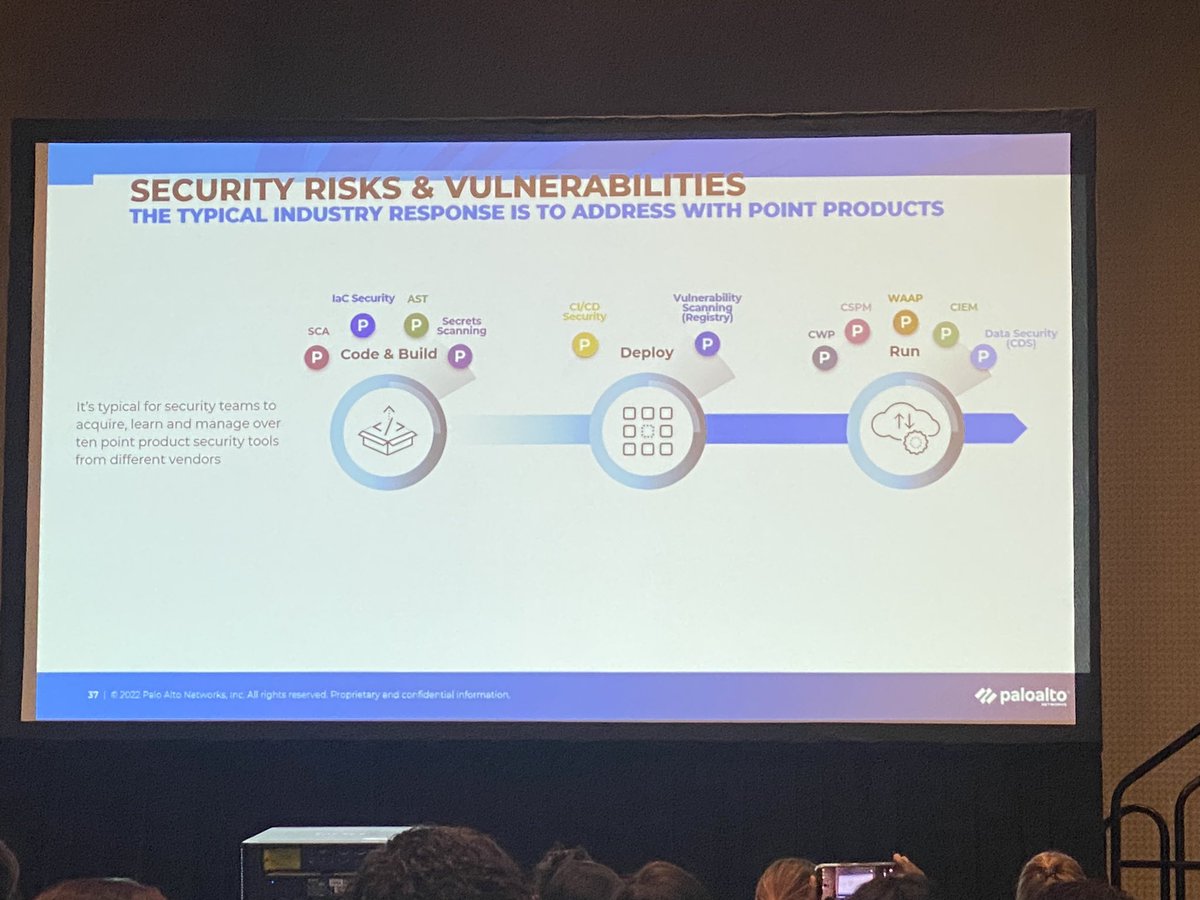 SECURITY RISKS & VULNERABILITIES
THE TYPICAL INDUSTRY RESPONSE IS TO ADDRESS WITH POINT PRODUCTS
It's typical for security teams to
acquire, learn and manage over
ten point product security tools
from different vendors
SCA
P
IaC Security
P
AST
P
Secrets
Scanning
P
Code & Build
CI/CD
Security
P
Vulnerability
Scanning
(Registry)
P
Deploy
CWP
P
CSPM
P
WAAP
P
CIEM
P
Data Security
(CDS)
P
Run
</>
37 | © 2022 Palo Alto Networks, Inc. All rights reserved. Proprietary and confidential information.
paloalto
NETWORKS